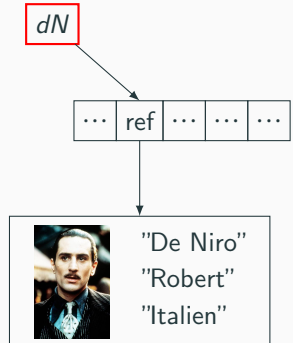 dN
... ref ... ... ...
"De Niro"
"Robert"
"Italien"